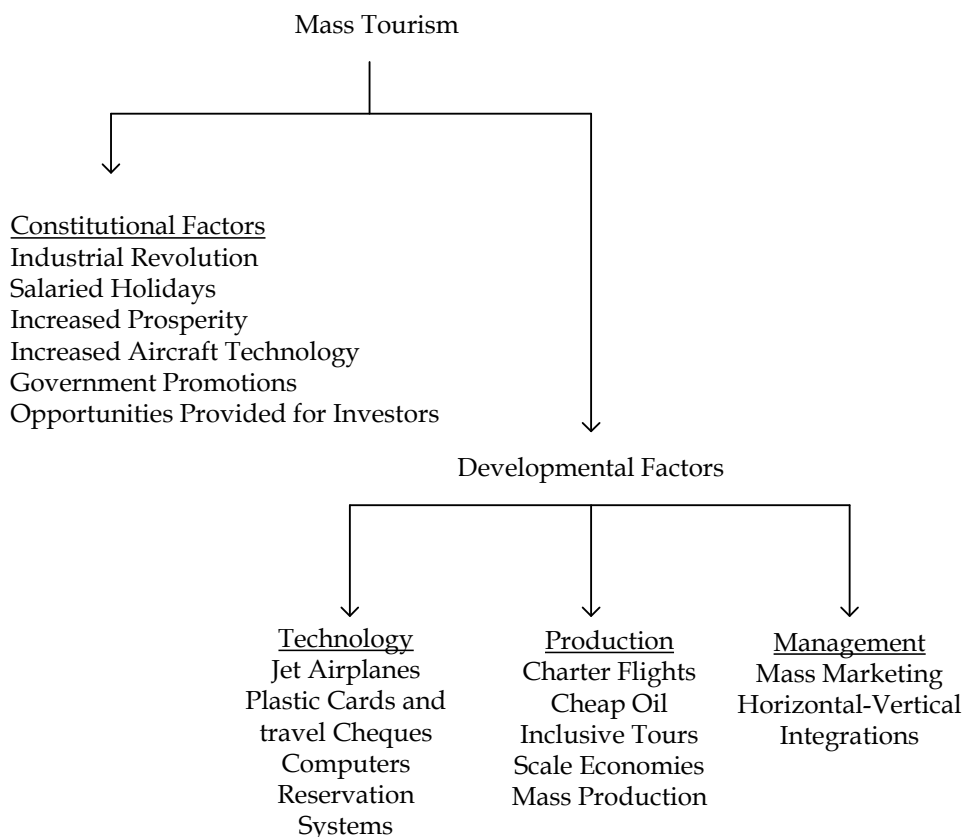 Mass Tourism
Constitutional Factors
Industrial Revolution
Salaried Holidays
Increased Prosperity
Increased Aircraft Technology
Government Promotions
Opportunities Provided for Investors
Developmental Factors
Technology
Jet Airplanes
Plastic Cards and
travel Cheques
Computers
Reservation
Systems
Production
Charter Flights
Cheap Oil
Inclusive Tours
Scale Economies
Mass Production
Management
Mass Marketing
Horizontal-Vertical
Integrations